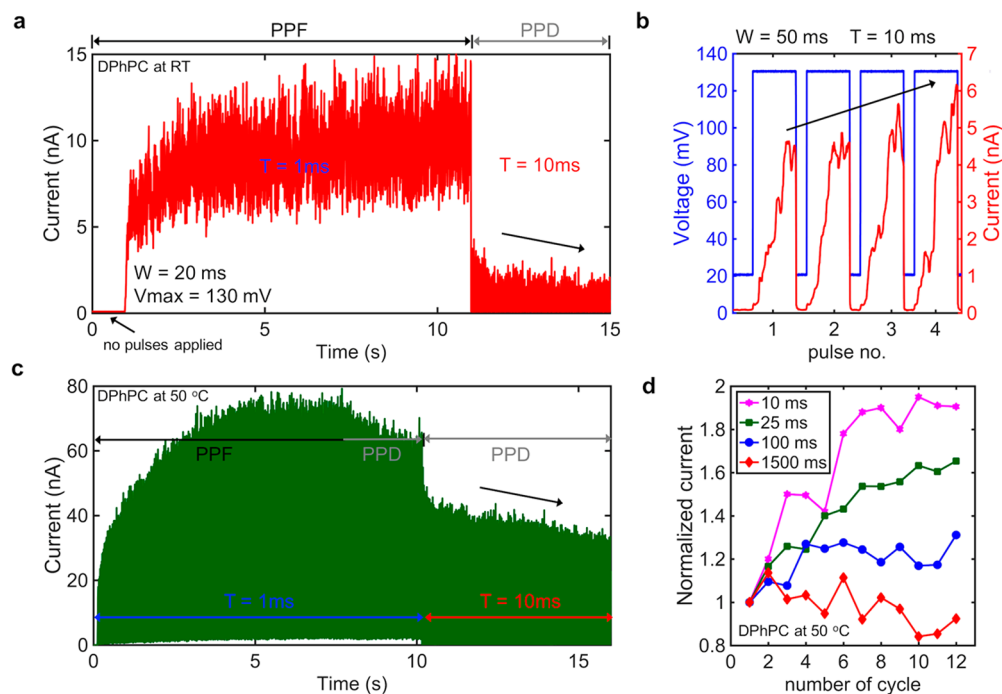 a
PPF
PPD
DPhPC at RT
T = 1ms
T = 10ms
W = 20 ms
Vmax = 130 mV
no pulses applied
Current (nA)
15
10
5
0
0
5
10
15
Time (s)
b
W = 50 ms T = 10 ms
Voltage (mV)
140
120
100
80
60
40
20
0
Current (nA)
7
6
5
4
3
2
1
0
1
2
3
4
pulse no.
c
DPhPC at 50 °C
PPF
PPD
PPD
T = 1ms
T = 10ms
Current (nA)
80
60
40
20
0
0
5
10
15
Time (s)
d
10 ms
25 ms
100 ms
1500 ms
DPhPC at 50 °C
Normalized current
2
1.8
1.6
1.4
1.2
1
0.8
0
2
4
6
8
10
12
number of cycle